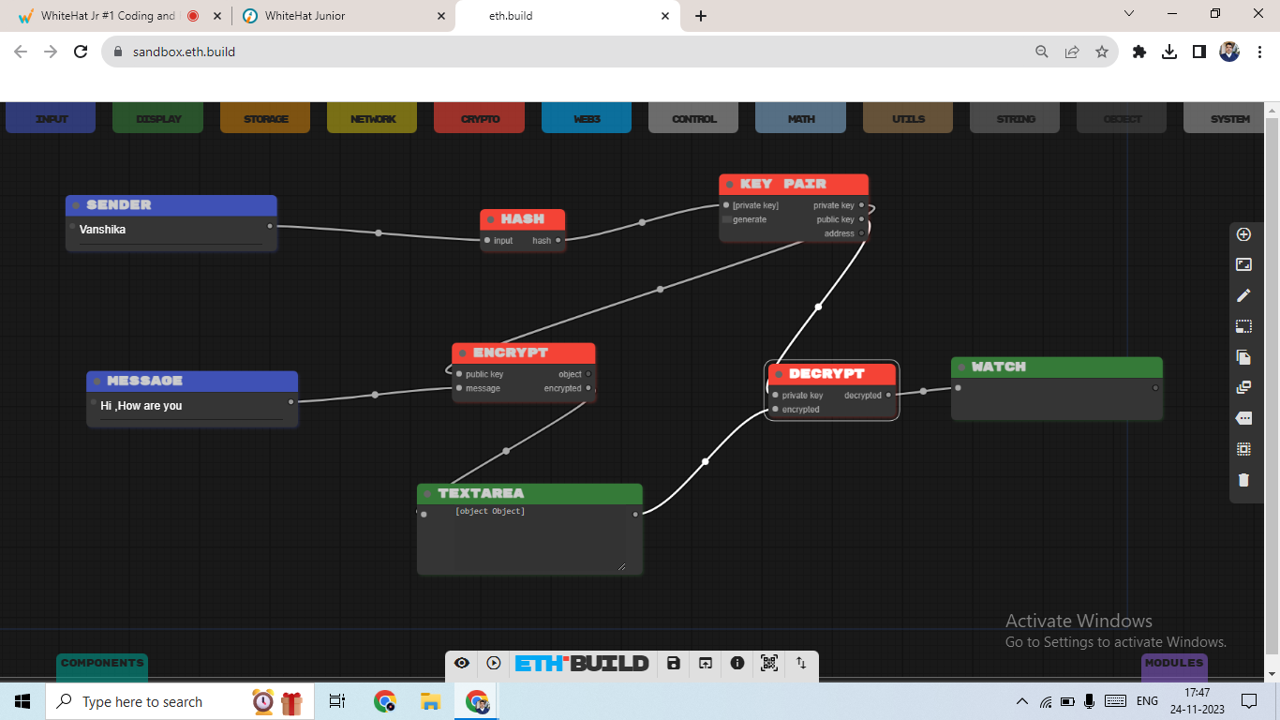 WhiteHat Jr #1 Coding and
WhiteHat Junior
eth.build
sandbox.eth.build
INPUT DISPLAY STORAGE NETWORK CRYPTO WEB3 CONTROL MATH UTILS STRING OBJECT SYSTEM
SENDER
Vanshika
HASH
input hash
KEY PAIR
[private key] private key
generate public key
address
ENCRYPT
public key object
message encrypted
MESSAGE
Hi ,How are you
DECRYPT
private key decrypted
encrypted
WATCH
TEXTAREA
[object Object]
Activate Windows
Go to Settings to activate Windows.
COMPONENTS
ETH BUILD
MODULES
Type here to search
ENG
17:47
24-11-2023